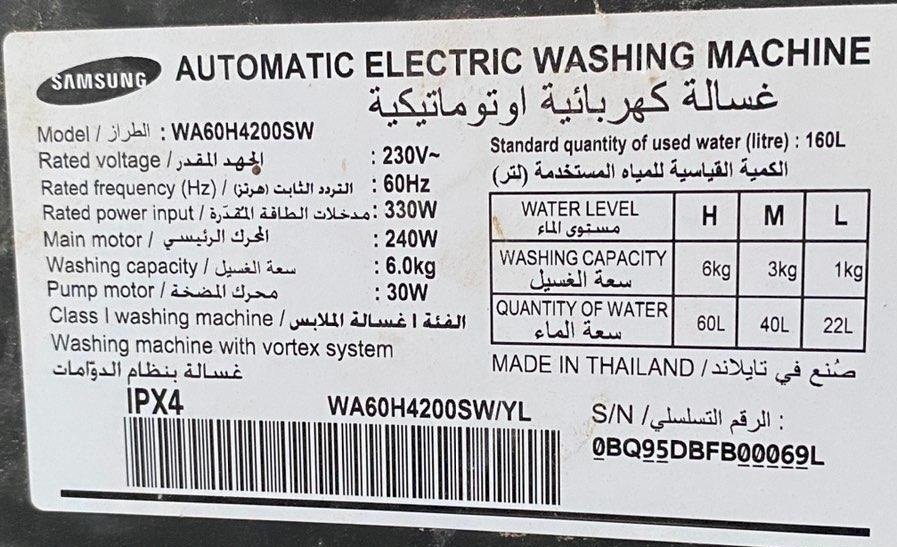 SAMSUNG
AUTOMATIC ELECTRIC WASHING MACHINE
غسالة كهربائية اوتوماتيكية
Model / الطراز : WA60H4200SW
Rated voltage / الجهد المقدر : 230V~
Rated frequency (Hz) / التردد الثابت (هرتز) : 60Hz
Rated power input / مدخلات الطاقة المقدّرة : 330W
Main motor / المحرك الرئيسي : 240W
Washing capacity / سعة الغسيل : 6.0kg
Pump motor / محرك المضخة : 30W
Class I washing machine / الفئة I غسالة الملابس
Washing machine with vortex system
غسالة بنظام الدوّامات
Standard quantity of used water (litre) : 160L
الكمية القياسية للمياه المستخدمة (لتر)
WATER LEVEL H M L
مستوى الماء
WASHING CAPACITY 6kg 3kg 1kg
سعة الغسيل
QUANTITY OF WATER 60L 40L 22L
سعة الماء
MADE IN THAILAND / صُنع في تايلاند
IPX4 WA60H4200SW/YL
S/N / الرقم التسلسلي :
0BQ95DBFB00069L